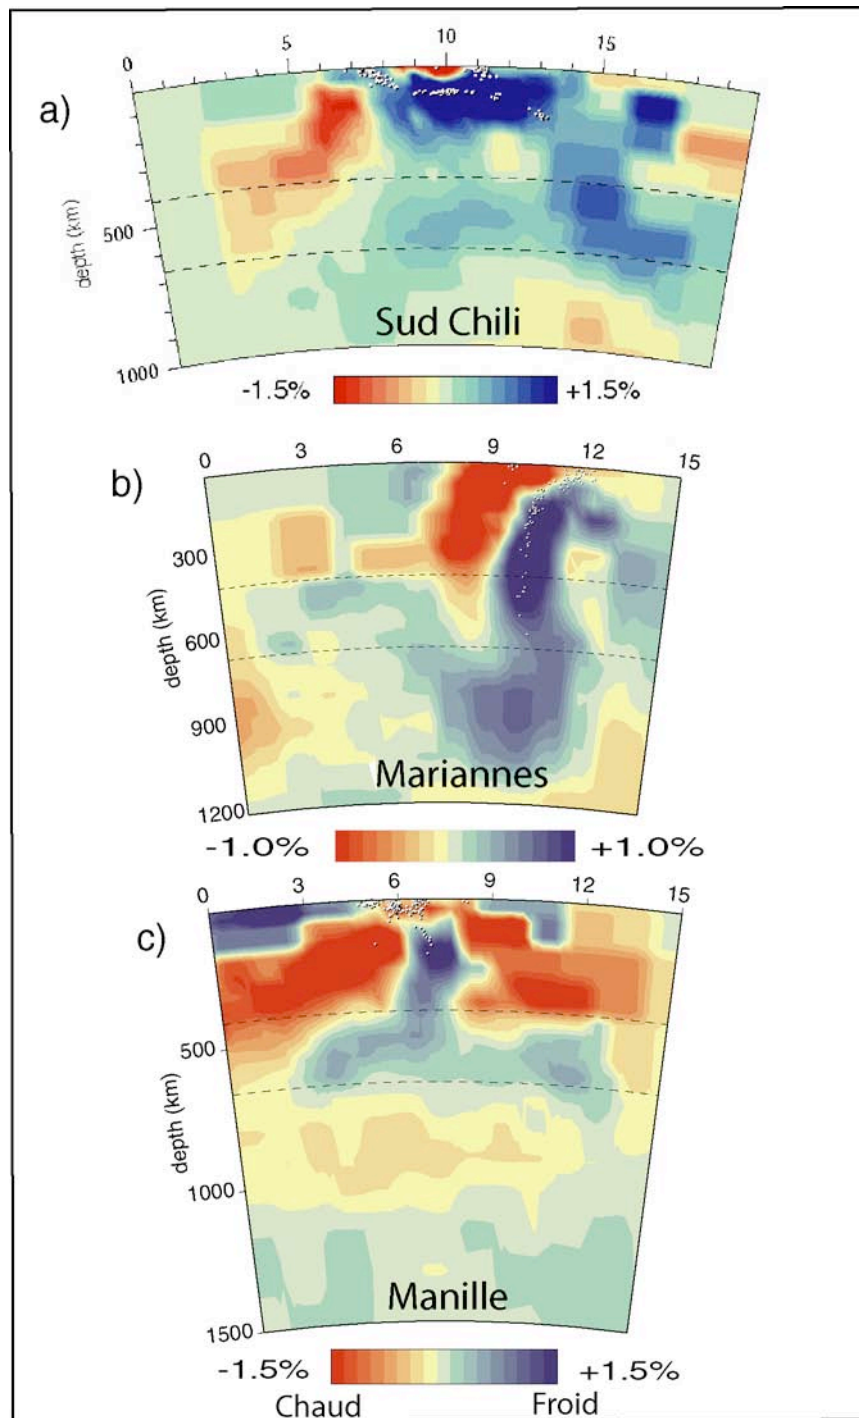 5 10 15
0
a)
500
depth (km)
1000
Sud Chili
-1.5% +1.5%
0 3 6 9 12 15
b)
300
600
depth (km)
900
1200
Mariannes
-1.0% +1.0%
0 3 6 9 12 15
c)
500
depth (km)
1000
1500
Manille
-1.5% +1.5%
Chaud Froid